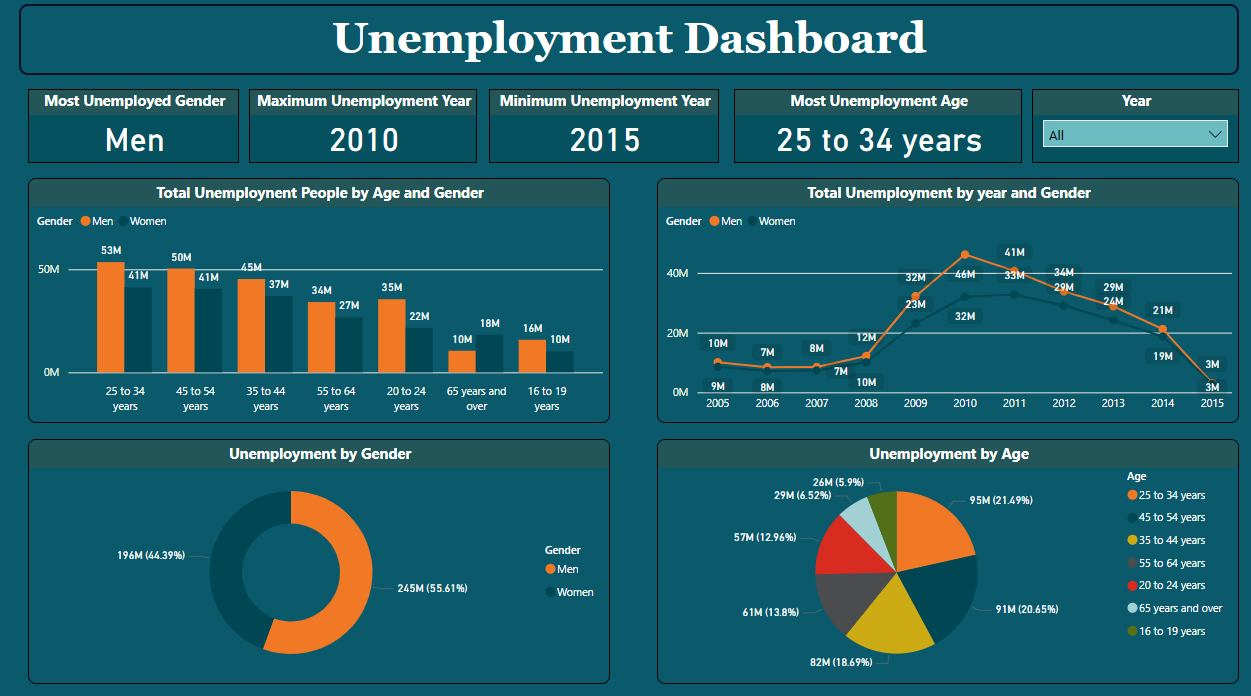 Unemployment Dashboard
Most Unemployed Gender
Men
Maximum Unemployment Year
2010
Minimum Unemployment Year
2015
Most Unemployment Age
25 to 34 years
Year
All
Total Unemploynent People by Age and Gender
Gender Men Women
50M
0M
53M
41M
50M
41M
45M
37M
34M
27M
35M
22M
10M
18M
16M
10M
25 to 34 years
45 to 54 years
35 to 44 years
55 to 64 years
20 to 24 years
65 years and over
16 to 19 years
Total Unemployment by year and Gender
Gender Men Women
40M
20M
0M
10M
9M
7M
8M
8M
7M
12M
10M
32M
23M
46M
32M
41M
33M
34M
29M
29M
24M
21M
19M
3M
3M
2005 2006 2007 2008 2009 2010 2011 2012 2013 2014 2015
Unemployment by Gender
196M (44.39%)
245M (55.61%)
Gender
Men
Women
Unemployment by Age
26M (5.9%)
29M (6.52%)
57M (12.96%)
61M (13.8%)
82M (18.69%)
95M (21.49%)
91M (20.65%)
Age
25 to 34 years
45 to 54 years
35 to 44 years
55 to 64 years
20 to 24 years
65 years and over
16 to 19 years